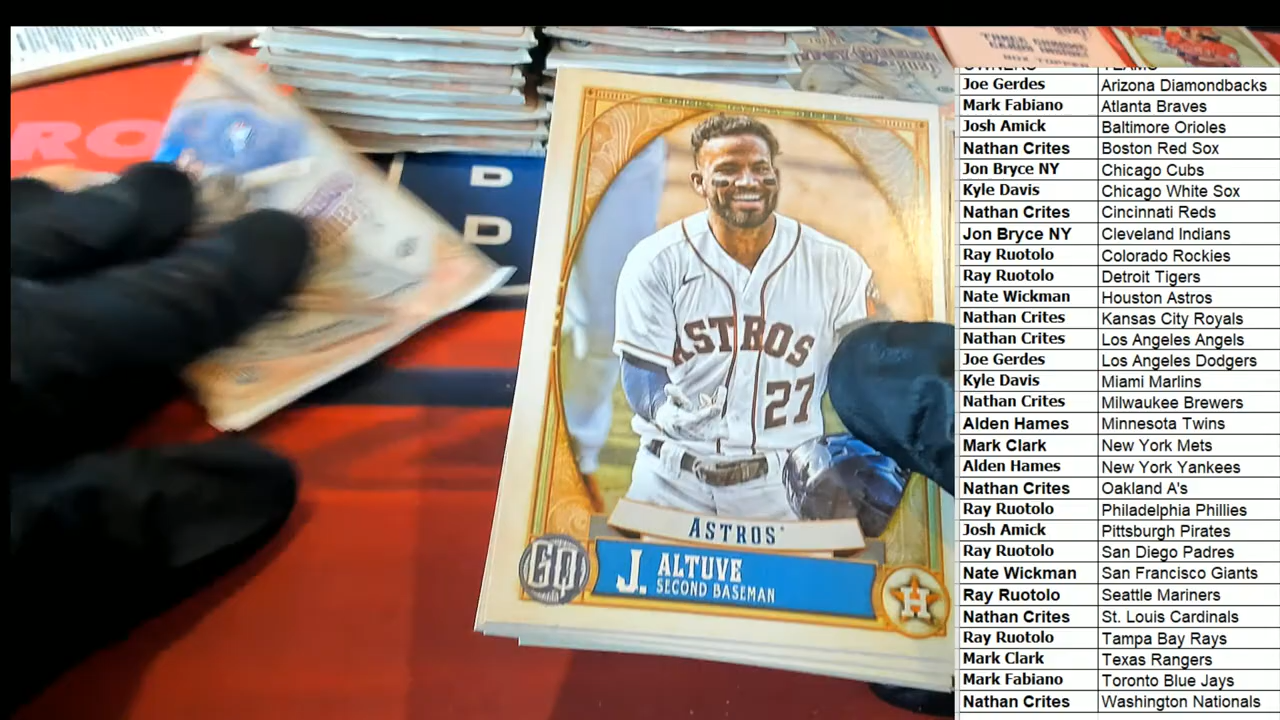 RO
D
D
THREE
ASTROS
27
ASTROS
GQ
J. ALTUVE
SECOND BASEMAN
H
OWNERS TEAMS
Joe Gerdes Arizona Diamondbacks
Mark Fabiano Atlanta Braves
Josh Amick Baltimore Orioles
Nathan Crites Boston Red Sox
Jon Bryce NY Chicago Cubs
Kyle Davis Chicago White Sox
Nathan Crites Cincinnati Reds
Jon Bryce NY Cleveland Indians
Ray Ruotolo Colorado Rockies
Ray Ruotolo Detroit Tigers
Nate Wickman Houston Astros
Nathan Crites Kansas City Royals
Nathan Crites Los Angeles Angels
Joe Gerdes Los Angeles Dodgers
Kyle Davis Miami Marlins
Nathan Crites Milwaukee Brewers
Alden Hames Minnesota Twins
Mark Clark New York Mets
Alden Hames New York Yankees
Nathan Crites Oakland A's
Ray Ruotolo Philadelphia Phillies
Josh Amick Pittsburgh Pirates
Ray Ruotolo San Diego Padres
Nate Wickman San Francisco Giants
Ray Ruotolo Seattle Mariners
Nathan Crites St. Louis Cardinals
Ray Ruotolo Tampa Bay Rays
Mark Clark Texas Rangers
Mark Fabiano Toronto Blue Jays
Nathan Crites Washington Nationals